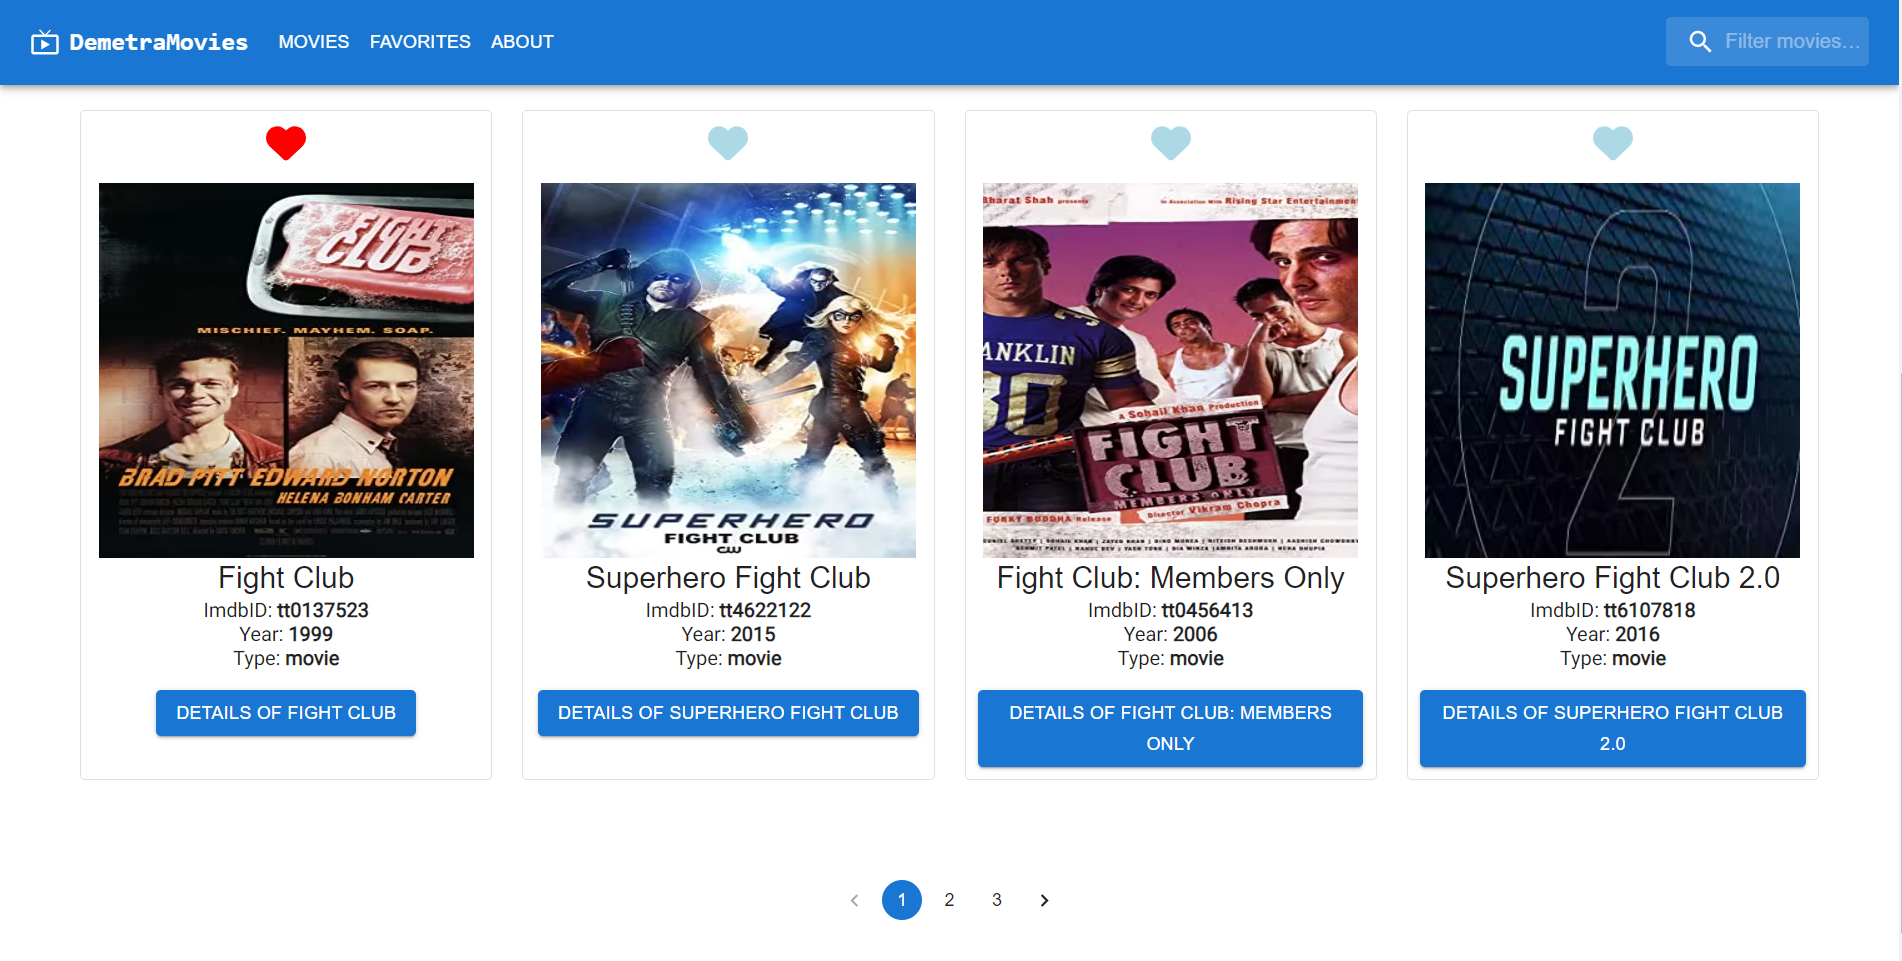 DemetraMovies
MOVIES
FAVORITES
ABOUT
Filter movies...
FIGHT
CLUB
MISCHIEF. MAYHEM. SOAP.
BRAD PITT EDWARD NORTON
HELENA BONHAM CARTER
Fight Club
ImdbID: tt0137523
Year: 1999
Type: movie
DETAILS OF FIGHT CLUB
SUPERHERO
FIGHT CLUB
CW
Superhero Fight Club
ImdbID: tt4622122
Year: 2015
Type: movie
DETAILS OF SUPERHERO FIGHT CLUB
Bharat Shah presents
In Association With Rising Star Entertainment
ANKLIN
A Sohail Khan Production
FIGHT
CLUB
MEMBERS ONLY
Director Vikram Chopra
FUNKY BUDDHA Release
Fight Club: Members Only
ImdbID: tt0456413
Year: 2006
Type: movie
DETAILS OF FIGHT CLUB: MEMBERS
ONLY
2
SUPERHERO
FIGHT CLUB
Superhero Fight Club 2.0
ImdbID: tt6107818
Year: 2016
Type: movie
DETAILS OF SUPERHERO FIGHT CLUB
2.0
1 2 3